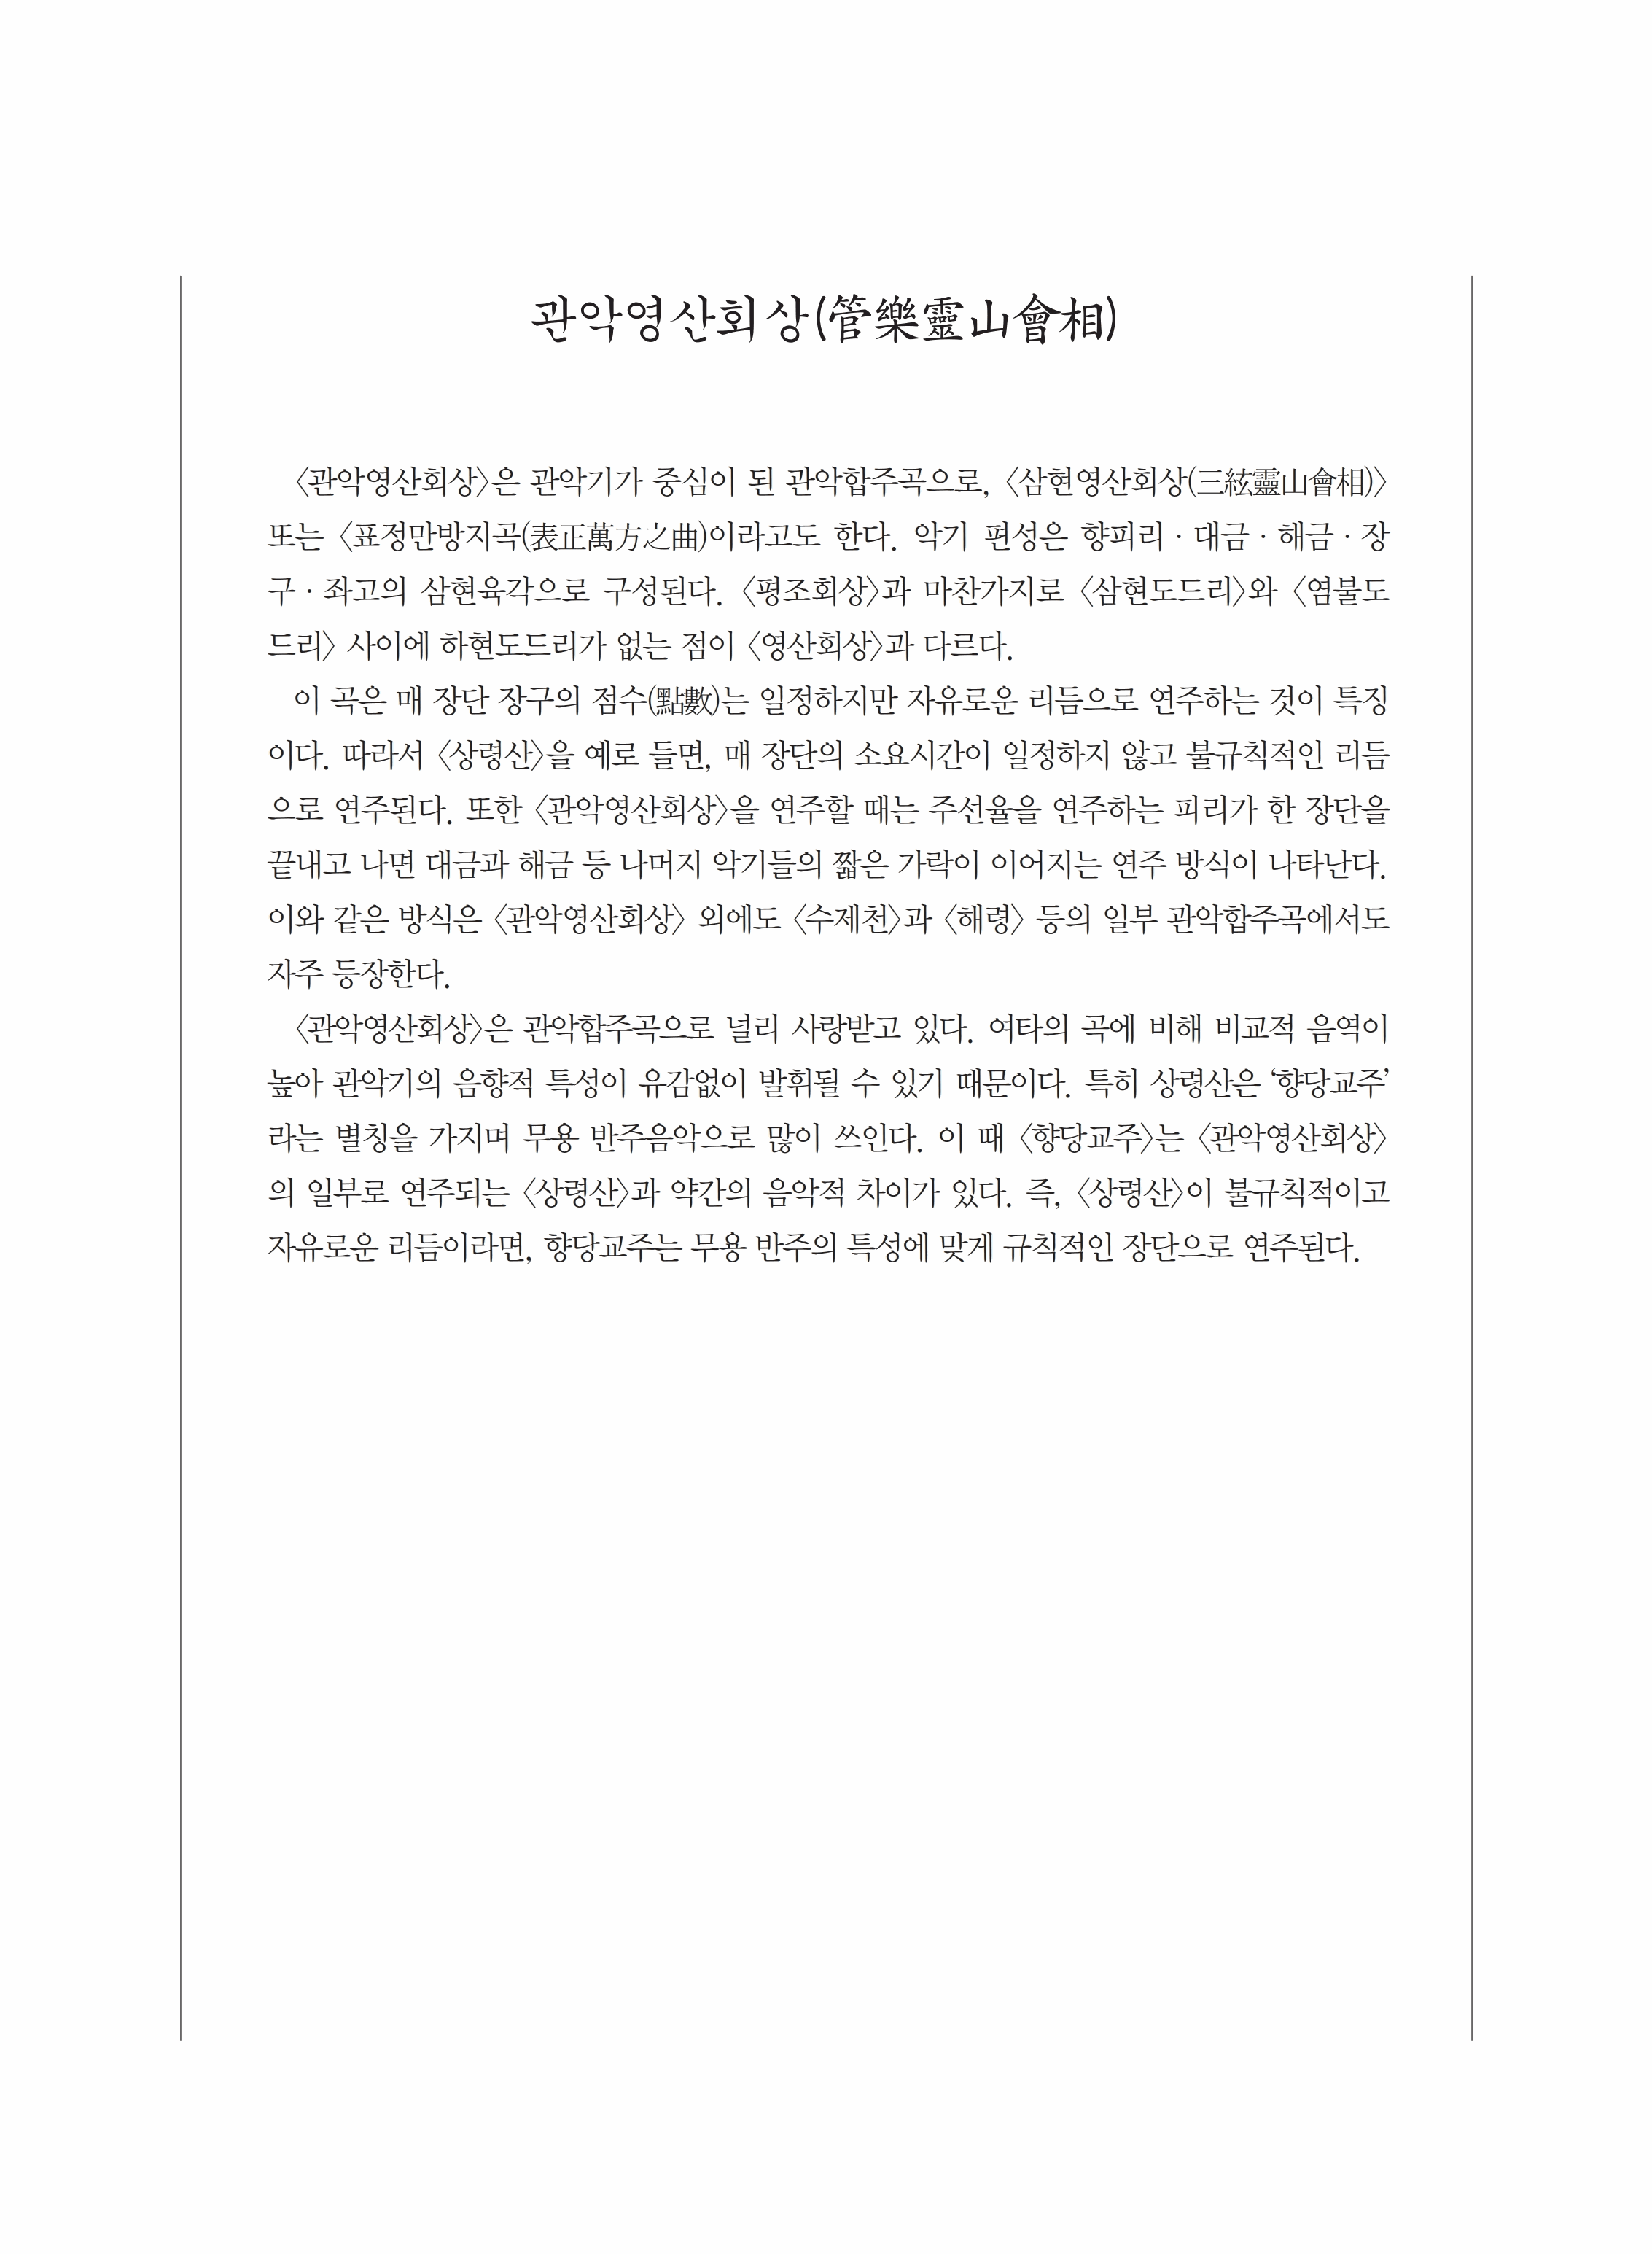 관악영산회상(管樂靈山會相)
〈관악영산회상〉은 관악기가 중심이 된 관악합주곡으로, 〈삼현영산회상(三絃靈山會相)〉
또는 〈표정만방지곡(表正萬方之曲)이라고도 한다. 악기 편성은 향피리·대금·해금·장
구·좌고의 삼현육각으로 구성된다. 〈평조회상〉과 마찬가지로 〈삼현도드리〉와 〈염불도
드리〉 사이에 하현도드리가 없는 점이 〈영산회상〉과 다르다.
이 곡은 매 장단 장구의 점수(點數)는 일정하지만 자유로운 리듬으로 연주하는 것이 특징
이다. 따라서 〈상령산〉을 예로 들면, 매 장단의 소요시간이 일정하지 않고 불규칙적인 리듬
으로 연주된다. 또한 〈관악영산회상〉을 연주할 때는 주선율을 연주하는 피리가 한 장단을
끝내고 나면 대금과 해금 등 나머지 악기들의 짧은 가락이 이어지는 연주 방식이 나타난다.
이와 같은 방식은 〈관악영산회상〉 외에도 〈수제천〉과 〈해령〉 등의 일부 관악합주곡에서도
자주 등장한다.
〈관악영산회상〉은 관악합주곡으로 널리 사랑받고 있다. 여타의 곡에 비해 비교적 음역이
높아 관악기의 음향적 특성이 유감없이 발휘될 수 있기 때문이다. 특히 상령산은 ‘향당교주’
라는 별칭을 가지며 무용 반주음악으로 많이 쓰인다. 이 때 〈향당교주〉는 〈관악영산회상〉
의 일부로 연주되는 〈상령산〉과 약간의 음악적 차이가 있다. 즉, 〈상령산〉이 불규칙적이고
자유로운 리듬이라면, 향당교주는 무용 반주의 특성에 맞게 규칙적인 장단으로 연주된다.